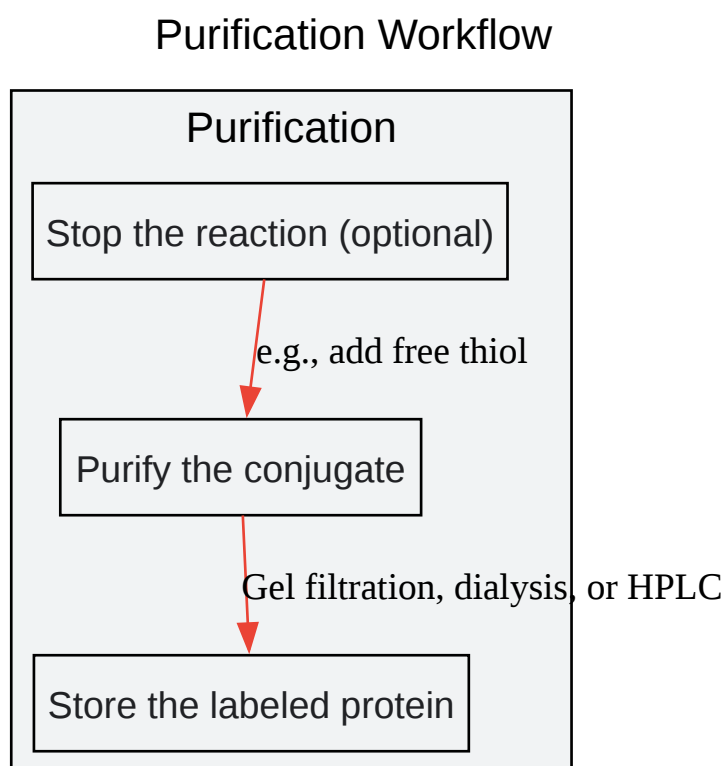 Purification Workflow
Purification
Stop the reaction (optional)
e.g., add free thiol
Purify the conjugate
Gel filtration, dialysis, or HPLC
Store the labeled protein